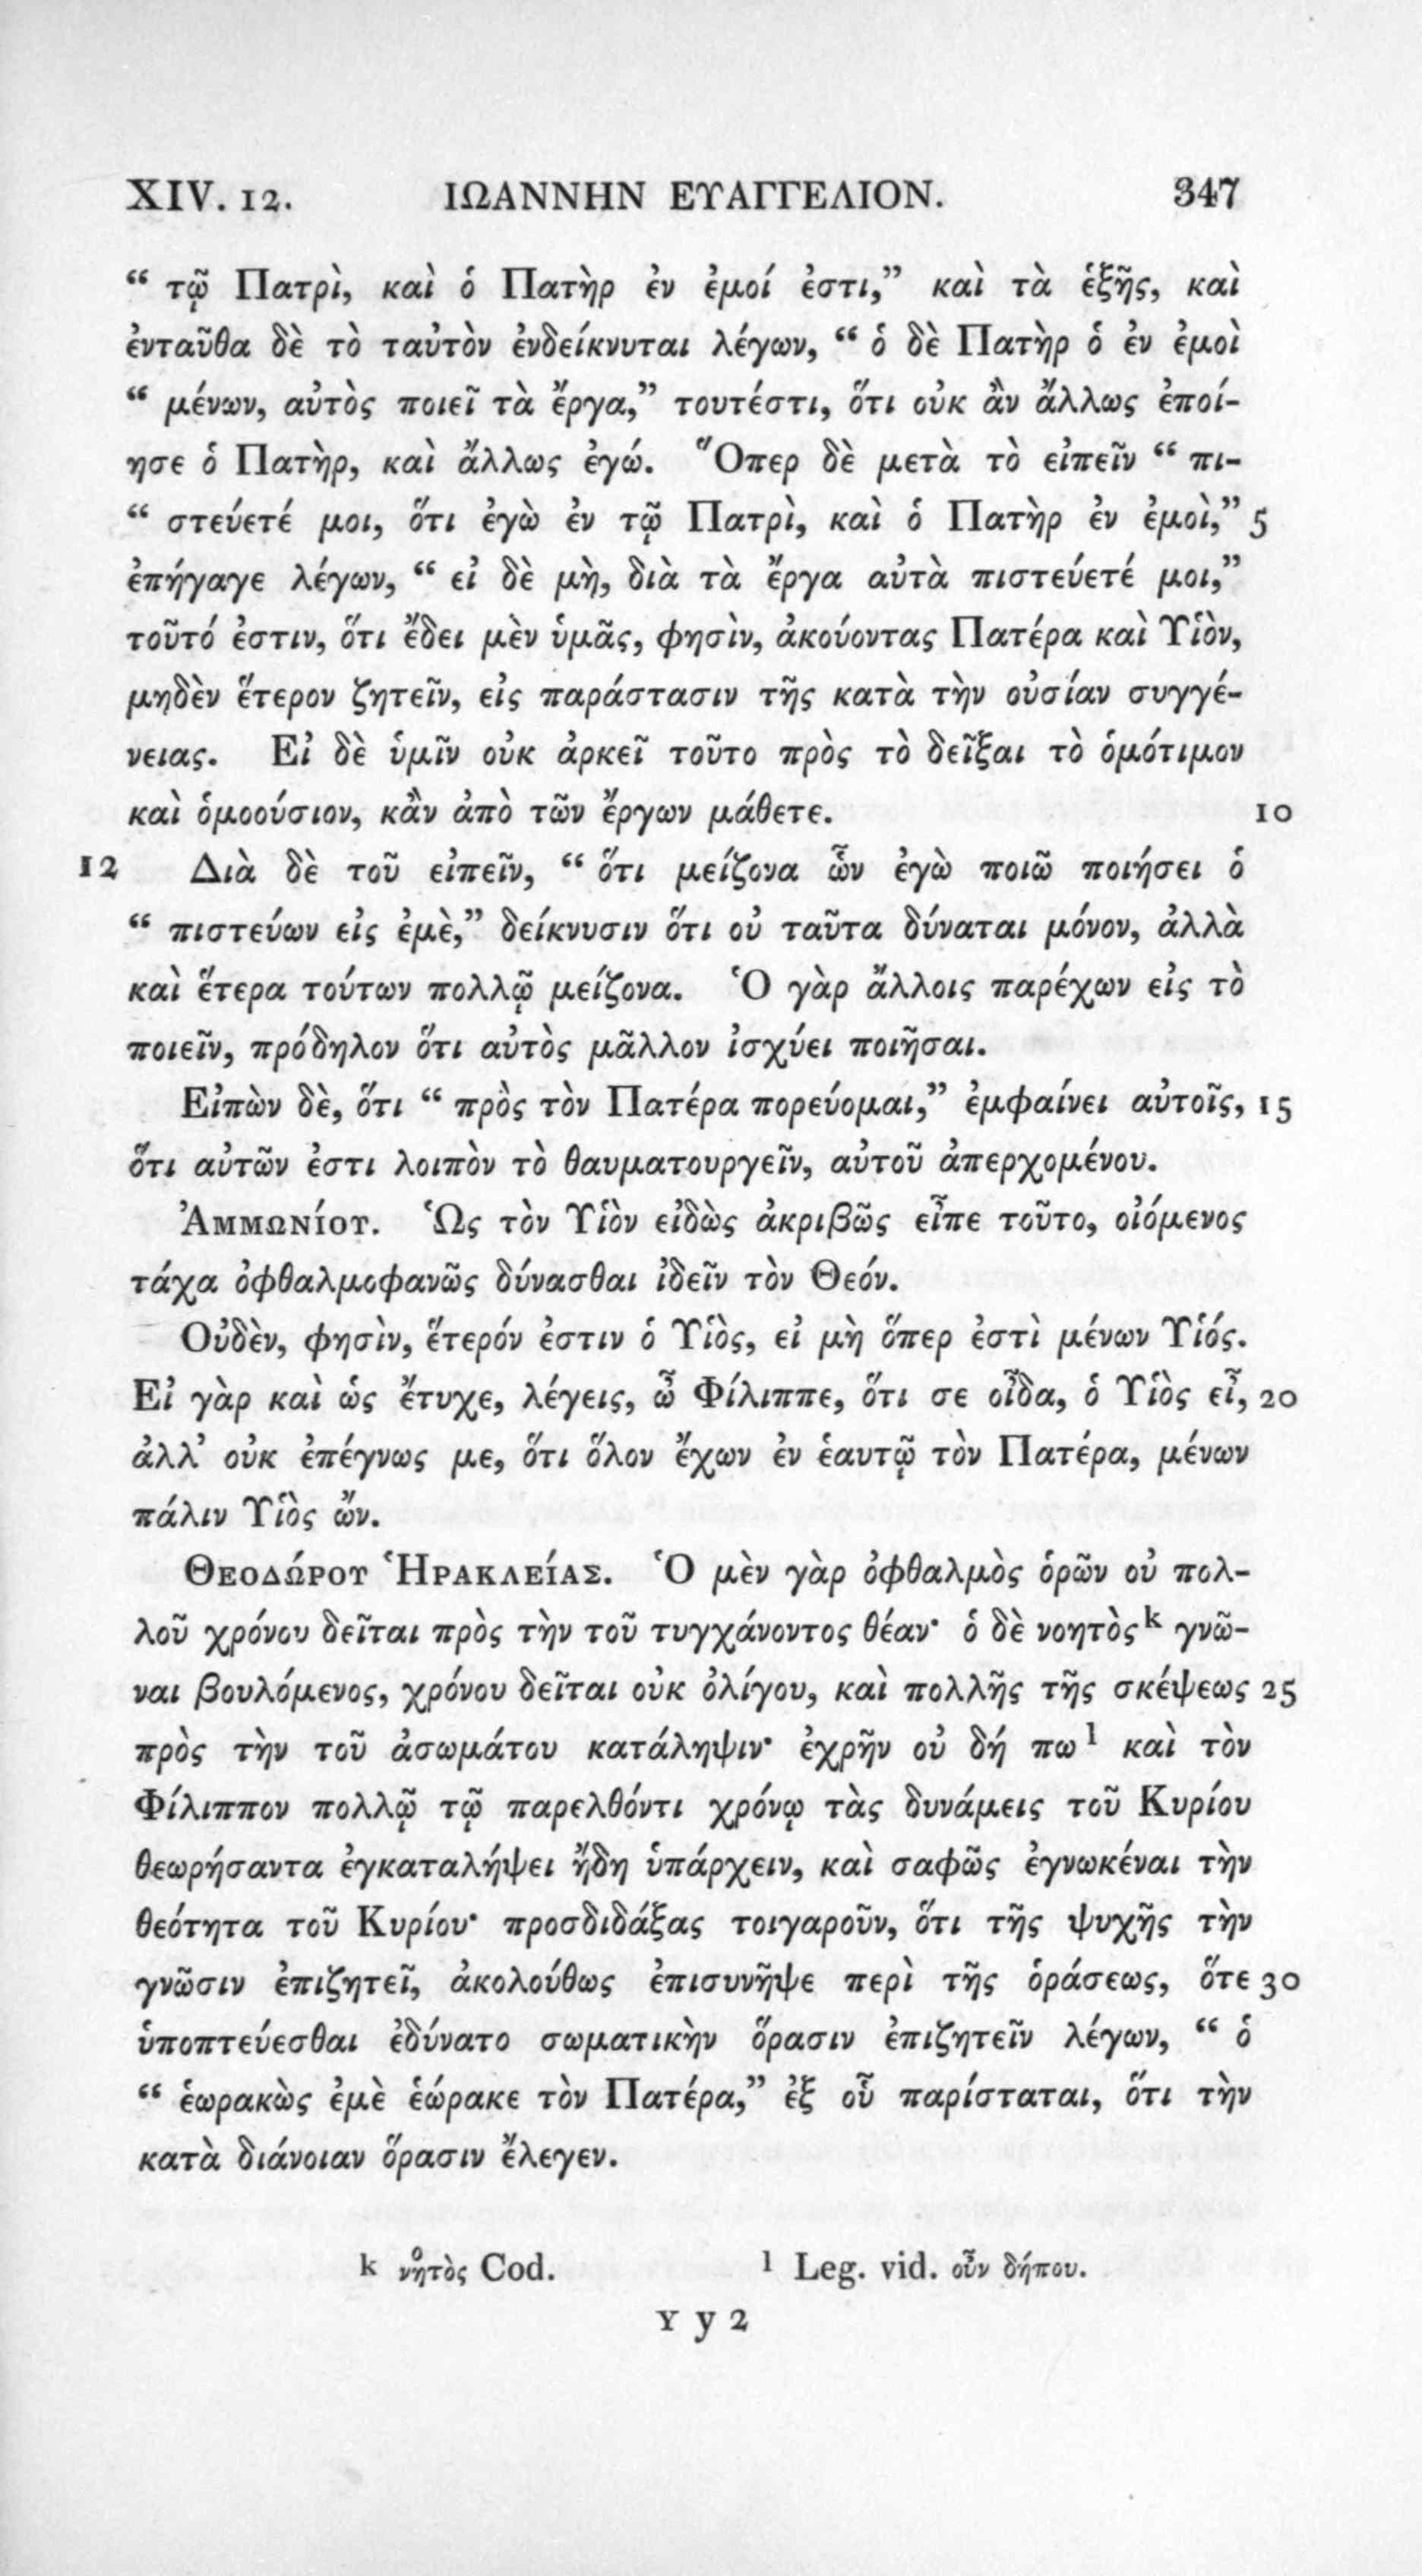 XIV. 12. ΙΩΑΝΝΗΝ ΕΥΑΓΓΕΛΙΟΝ. 347
“ τῷ Πατρὶ, καὶ ὁ Πατὴρ ἐν ἐμοί ἐστι,” καὶ τὰ ἑξῆς, καὶ
ἐνταῦθα δὲ τὸ ταὐτὸν ἐνδείκνυται λέγων, “ ὁ δὲ Πατὴρ ὁ ἐν ἐμοὶ
“ μένων, αὐτὸς ποιεῖ τὰ ἔργα,” τουτέστι, ὅτι οὐκ ἂν ἄλλως ἐποί-
ησε ὁ Πατὴρ, καὶ ἄλλως ἐγώ. Ὅπερ δὲ μετὰ τὸ εἰπεῖν “ πι-
“ στεύετέ μοι, ὅτι ἐγὼ ἐν τῷ Πατρὶ, καὶ ὁ Πατὴρ ἐν ἐμοὶ,” 5
ἐπήγαγε λέγων, “ εἰ δὲ μὴ, διὰ τὰ ἔργα αὐτὰ πιστεύετέ μοι,”
τοῦτό ἐστιν, ὅτι ἔδει μὲν ὑμᾶς, φησὶν, ἀκούοντας Πατέρα καὶ Υἱὸν,
μηδὲν ἕτερον ζητεῖν, εἰς παράστασιν τῆς κατὰ τὴν οὐσίαν συγγέ-
νειας. Εἰ δὲ ὑμῖν οὐκ ἀρκεῖ τοῦτο πρὸς τὸ δεῖξαι τὸ ὁμότιμον
καὶ ὁμοούσιον, κἂν ἀπὸ τῶν ἔργων μάθετε. 10
12 Διὰ δὲ τοῦ εἰπεῖν, “ ὅτι μείζονα ὧν ἐγὼ ποιῶ ποιήσει ὁ
“ πιστεύων εἰς ἐμὲ,” δείκνυσιν ὅτι οὐ ταῦτα δύναται μόνον, ἀλλὰ
καὶ ἕτερα τούτων πολλῷ μείζονα. Ὁ γὰρ ἄλλοις παρέχων εἰς τὸ
ποιεῖν, πρόδηλον ὅτι αὐτὸς μᾶλλον ἰσχύει ποιῆσαι.
Εἰπὼν δὲ, ὅτι “ πρὸς τὸν Πατέρα πορεύομαι,” ἐμφαίνει αὐτοῖς, 15
ὅτι αὐτῶν ἐστι λοιπὸν τὸ θαυματουργεῖν, αὐτοῦ ἀπερχομένου.
Ἀμμωνίου. Ὡς τὸν Υἱὸν εἰδὼς ἀκριβῶς εἶπε τοῦτο, οἰόμενος
τάχα ὀφθαλμοφανῶς δύνασθαι ἰδεῖν τὸν Θεόν.
Οὐδὲν, φησὶν, ἕτερόν ἐστιν ὁ Υἱὸς, εἰ μὴ ὅπερ ἐστὶ μένων Υἱός.
Εἰ γὰρ καὶ ὡς ἔτυχε, λέγεις, ὦ Φίλιππε, ὅτι σε οἶδα, ὁ Υἱὸς εἶ, 20
ἀλλ’ οὐκ ἐπέγνως με, ὅτι ὅλον ἔχων ἐν ἑαυτῷ τὸν Πατέρα, μένων
πάλιν Υἱὸς ὤν.
Θεοδώρου Ἡρακλείας. Ὁ μὲν γὰρ ὀφθαλμὸς ὁρῶν οὐ πολ-
λοῦ χρόνου δεῖται πρὸς τὴν τοῦ τυγχάνοντος θέαν· ὁ δὲ νοητὸς k γνῶ-
ναι βουλόμενος, χρόνου δεῖται οὐκ ὀλίγου, καὶ πολλῆς τῆς σκέψεως 25
πρὸς τὴν τοῦ ἀσωμάτου κατάληψιν· ἐχρῆν οὐ δή πω l καὶ τὸν
Φίλιππον πολλῷ τῷ παρελθόντι χρόνῳ τὰς δυνάμεις τοῦ Κυρίου
θεωρήσαντα ἐγκαταλήψει ἤδη ὑπάρχειν, καὶ σαφῶς ἐγνωκέναι τὴν
θεότητα τοῦ Κυρίου· προσδιδάξας τοιγαροῦν, ὅτι τῆς ψυχῆς τὴν
γνῶσιν ἐπιζητεῖ, ἀκολούθως ἐπισυνῆψε περὶ τῆς ὁράσεως, ὅτε 30
ὑποπτεύεσθαι ἐδύνατο σωματικὴν ὅρασιν ἐπιζητεῖν λέγων, “ ὁ
“ ἑωρακὼς ἐμὲ ἑώρακε τὸν Πατέρα,” ἐξ οὗ παρίσταται, ὅτι τὴν
κατὰ διάνοιαν ὅρασιν ἔλεγεν.
k νοητὸς Cod. l Leg. vid. οὖν δήπου.
Y y 2